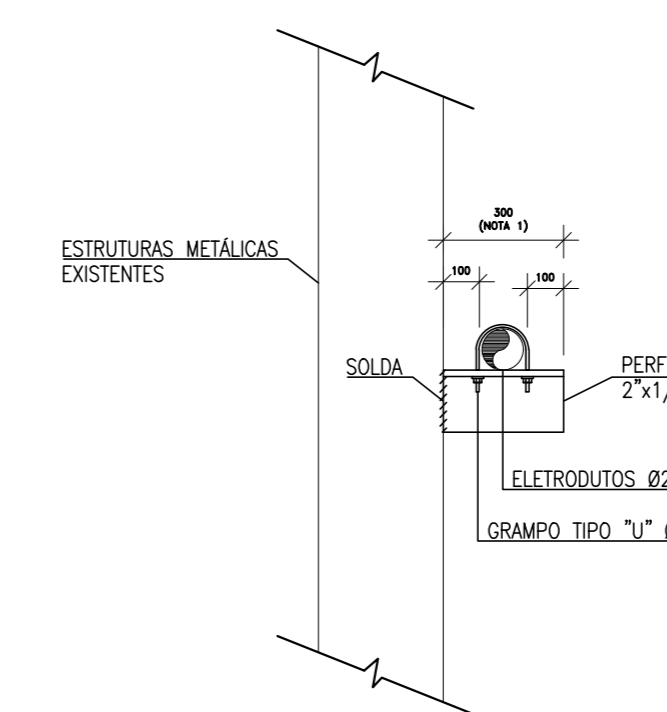 300
(NOTA 1)
100
100
ESTRUTURAS METÁLICAS
EXISTENTES
SOLDA
PERF
2"x1/
ELETRODUTOS Ø2
GRAMPO TIPO "U"